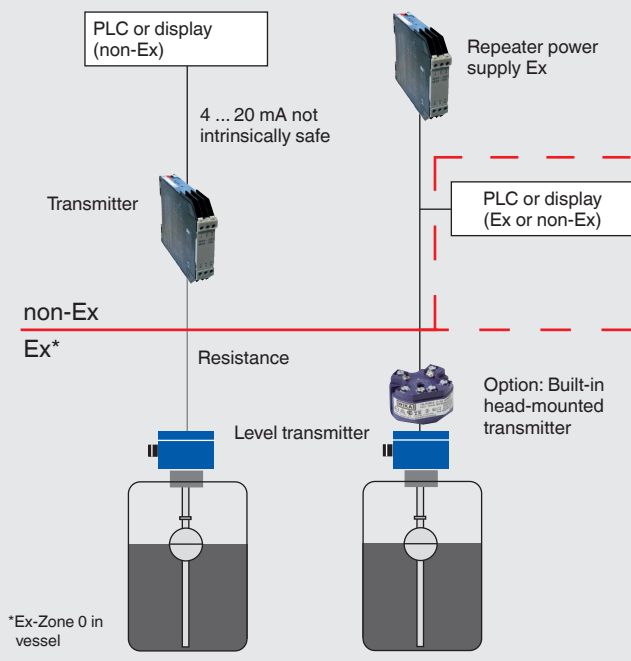 PLC or display
(non-Ex)
Repeater power
supply Ex
4 ... 20 mA not
intrinsically safe
Transmitter
PLC or display
(Ex or non-Ex)
non-Ex
Ex*
Resistance
Option: Built-in
head-mounted
transmitter
Level transmitter
WIKA
*Ex-Zone 0 in
vessel